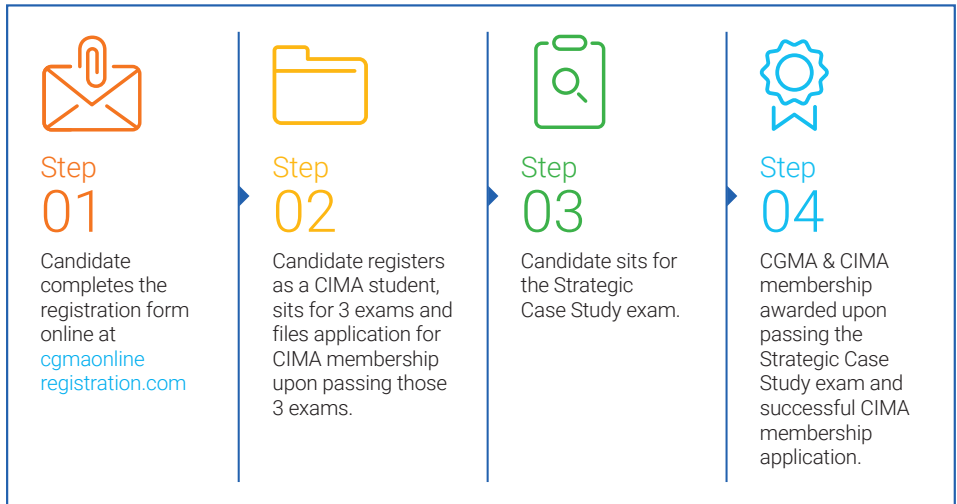 Step
01
Candidate
completes the
registration form
online at
cgmaonline
registration.com
Step
02
Candidate registers
as a CIMA student,
sits for 3 exams and
files application for
CIMA membership
upon passing those
3 exams.
Step
03
Candidate sits for
the Strategic
Case Study exam.
Step
04
CGMA & CIMA
membership
awarded upon
passing the
Strategic Case
Study exam and
successful CIMA
membership
application.